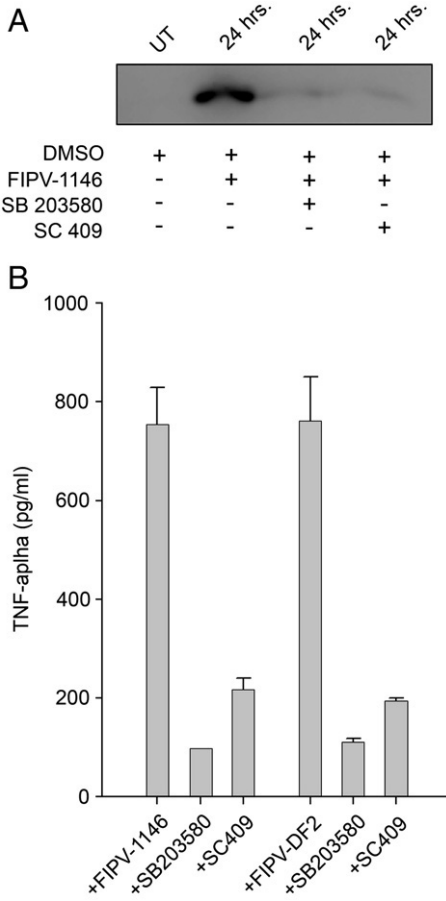 A
UT 24 hrs. 24 hrs. 24 hrs.
DMSO + + + +
FIPV-1146 - + + +
SB 203580 - - + -
SC 409 - - - +
B
1000
800
600
400
200
0
TNF-aplha (pg/ml)
+FIPV-1146 +SB203580 +SC409 +FIPV-DF2 +SB203580 +SC409